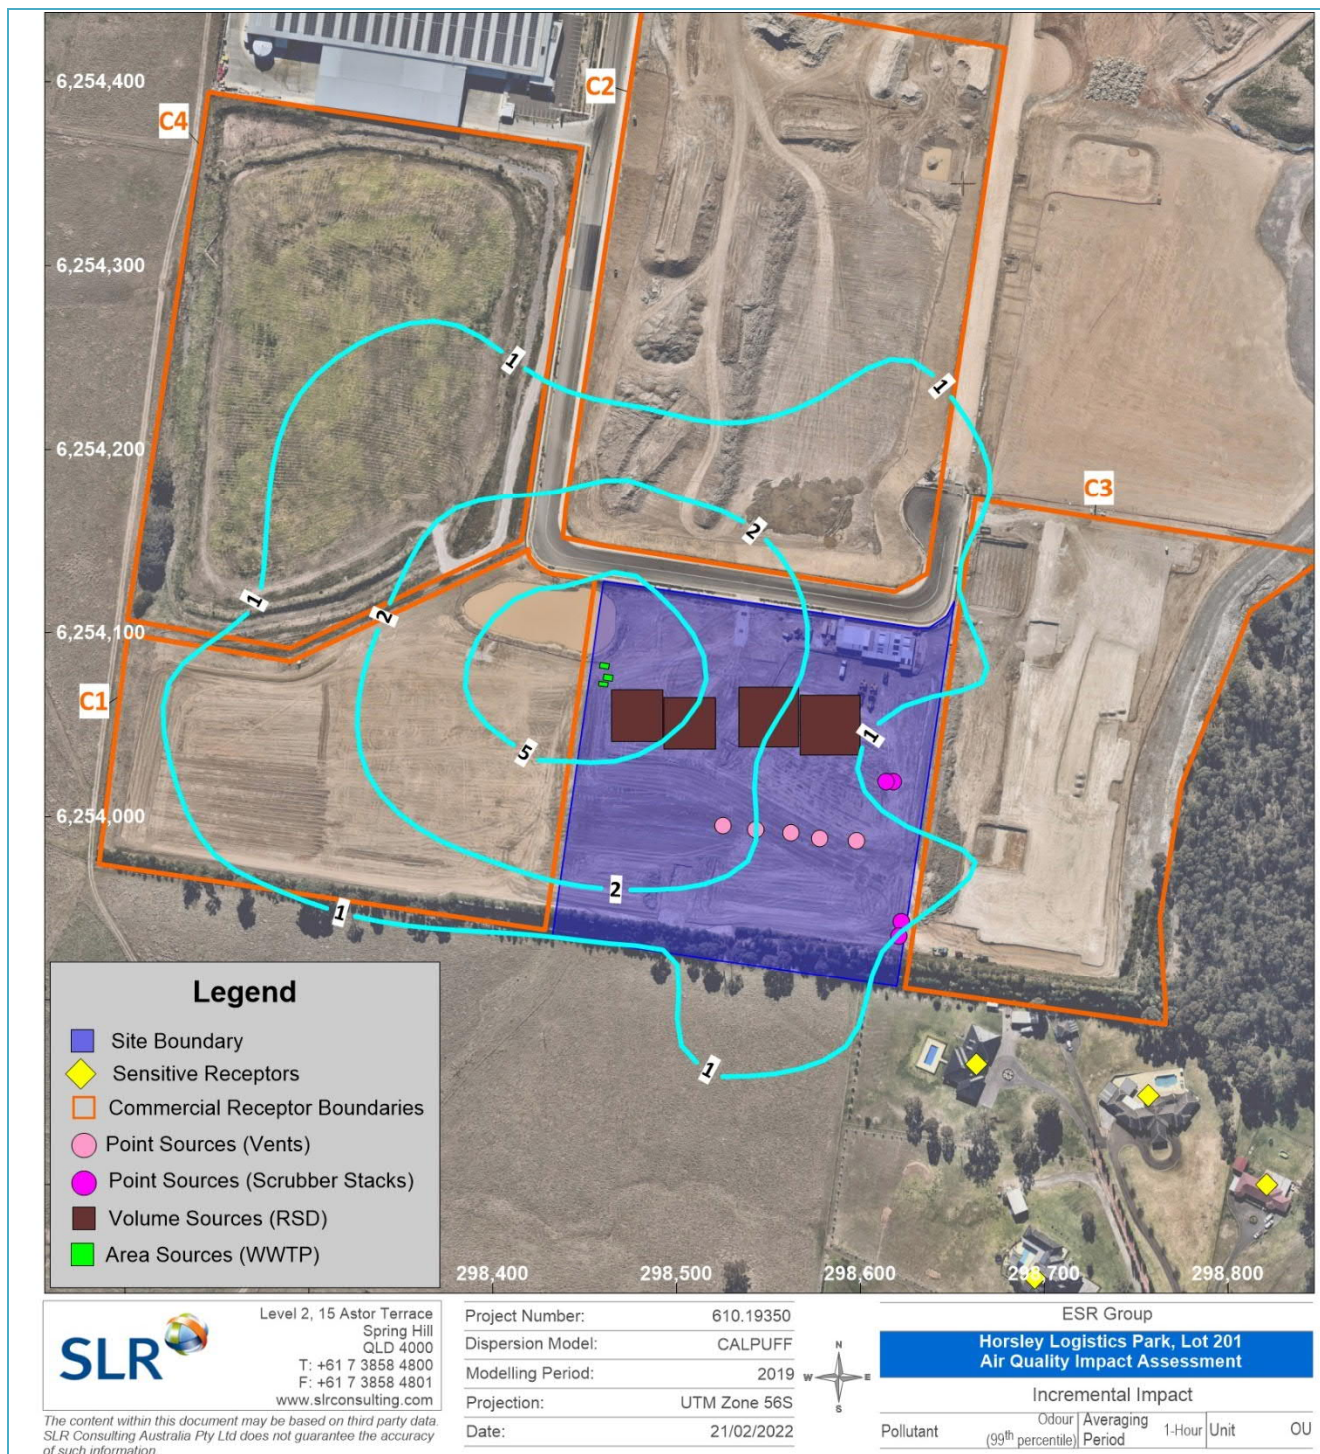 6,254,400
6,254,300
6,254,200
6,254,100
6,254,000
C4
C2
C3
C1
1
1
2
1
2
5
1
2
1
1
298,400
298,500
298,600
298,700
298,800
Legend
Site Boundary
Sensitive Receptors
Commercial Receptor Boundaries
Point Sources (Vents)
Point Sources (Scrubber Stacks)
Volume Sources (RSD)
Area Sources (WWTP)
SLR
Level 2, 15 Astor Terrace
Spring Hill
QLD 4000
T: +61 7 3858 4800
F: +61 7 3858 4801
www.slrconsulting.com
The content within this document may be based on third party data.
SLR Consulting Australia Pty Ltd does not guarantee the accuracy
of such information.
Project Number: 610.19350
Dispersion Model: CALPUFF
Modelling Period: 2019
Projection: UTM Zone 56S
Date: 21/02/2022
N
W E
S
ESR Group
Horsley Logistics Park, Lot 201
Air Quality Impact Assessment
Incremental Impact
Pollutant Odour (99th percentile) Averaging Period 1-Hour Unit OU